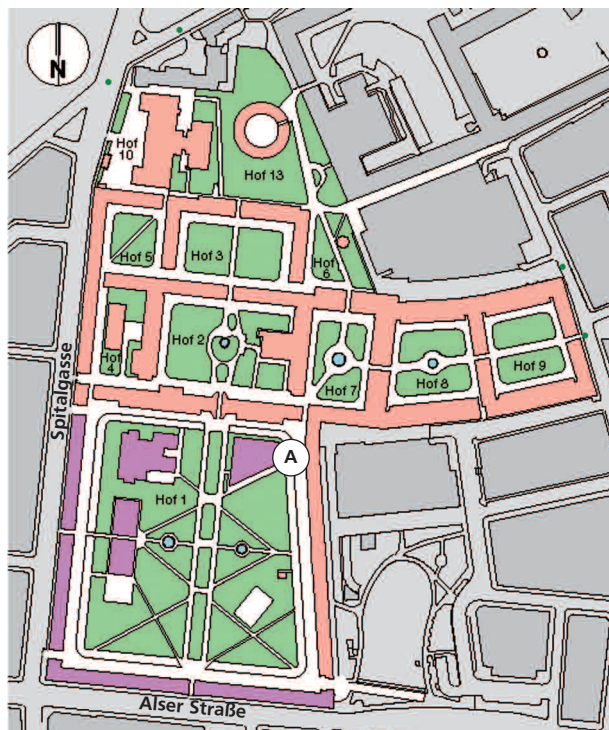 N
Hof
10
Hof 13
Hof 5
Hof 3
Hof
6
Hof 2
Hof
4
Hof 7
Hof 8
Hof 9
Spitalgasse
A
Hof 1
Alser Straße